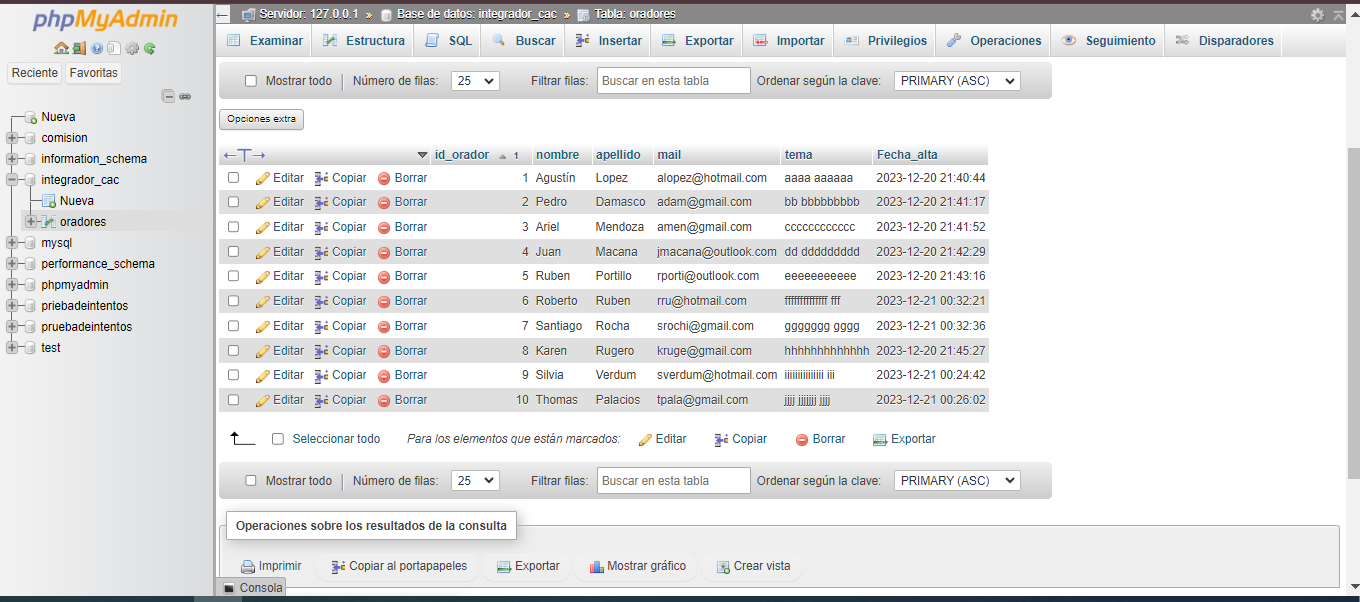 phpMyAdmin
Reciente Favoritas
Nueva
comision
information_schema
integrador_cac
Nueva
oradores
mysql
performance_schema
phpmyadmin
priebadeintentos
pruebadeintentos
test
Servidor: 127.0.0.1 » Base de datos: integrador_cac » Tabla: oradores
Examinar Estructura SQL Buscar Insertar Exportar Importar Privilegios Operaciones Seguimiento Disparadores
Mostrar todo Número de filas: 25 Filtrar filas: Buscar en esta tabla Ordenar según la clave: PRIMARY (ASC)
Opciones extra
←T→ id_orador 1 nombre apellido mail tema Fecha_alta
Editar Copiar Borrar 1 Agustín Lopez alopez@hotmail.com aaaa aaaaaa 2023-12-20 21:40:44
Editar Copiar Borrar 2 Pedro Damasco adam@gmail.com bb bbbbbbbbb 2023-12-20 21:41:17
Editar Copiar Borrar 3 Ariel Mendoza amen@gmail.com cccccccccccc 2023-12-20 21:41:52
Editar Copiar Borrar 4 Juan Macana jmacana@outlook.com dd ddddddddd 2023-12-20 21:42:29
Editar Copiar Borrar 5 Ruben Portillo rporti@outlook.com eeeeeeeeeee 2023-12-20 21:43:16
Editar Copiar Borrar 6 Roberto Ruben rru@hotmail.com ffffffffffffff fff 2023-12-21 00:32:21
Editar Copiar Borrar 7 Santiago Rocha srochi@gmail.com ggggggg gggg 2023-12-21 00:32:36
Editar Copiar Borrar 8 Karen Rugero kruge@gmail.com hhhhhhhhhhhhh 2023-12-20 21:45:27
Editar Copiar Borrar 9 Silvia Verdum sverdum@hotmail.com iiiiiiiiiiiiiii iii 2023-12-21 00:24:42
Editar Copiar Borrar 10 Thomas Palacios tpala@gmail.com jjjj jjjjjjj jjjj 2023-12-21 00:26:02
Seleccionar todo Para los elementos que están marcados: Editar Copiar Borrar Exportar
Mostrar todo Número de filas: 25 Filtrar filas: Buscar en esta tabla Ordenar según la clave: PRIMARY (ASC)
Operaciones sobre los resultados de la consulta
Imprimir Copiar al portapapeles Exportar Mostrar gráfico Crear vista
Consola